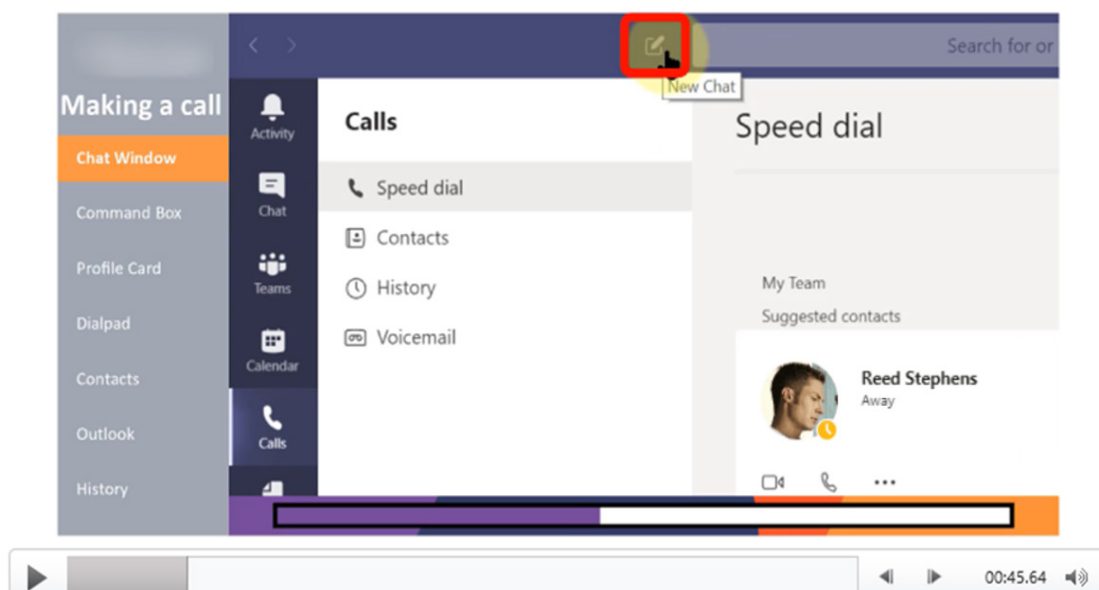 Making a call
Chat Window
Command Box
Profile Card
Dialpad
Contacts
Outlook
History
Activity
Chat
Teams
Calendar
Calls
Search for or
New Chat
Calls
Speed dial
Contacts
History
Voicemail
Speed dial
My Team
Suggested contacts
Reed Stephens
Away
00:45.64